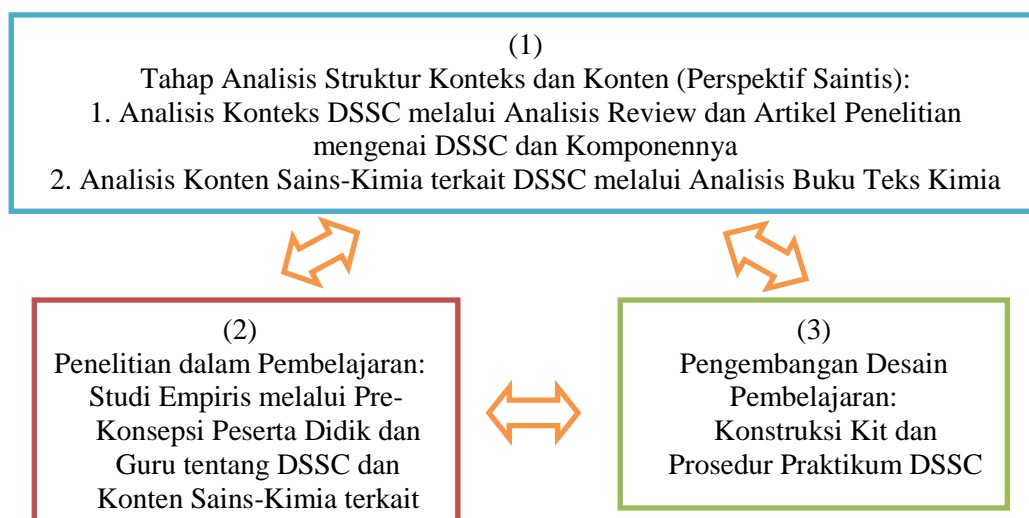 (1)
Tahap Analisis Struktur Konteks dan Konten (Perspektif Saintis):
1. Analisis Konteks DSSC melalui Analisis Review dan Artikel Penelitian
mengenai DSSC dan Komponennya
2. Analisis Konten Sains-Kimia terkait DSSC melalui Analisis Buku Teks Kimia
(2)
Penelitian dalam Pembelajaran:
Studi Empiris melalui Pre-
Konsepsi Peserta Didik dan
Guru tentang DSSC dan
Konten Sains-Kimia terkait
(3)
Pengembangan Desain
Pembelajaran:
Konstruksi Kit dan
Prosedur Praktikum DSSC